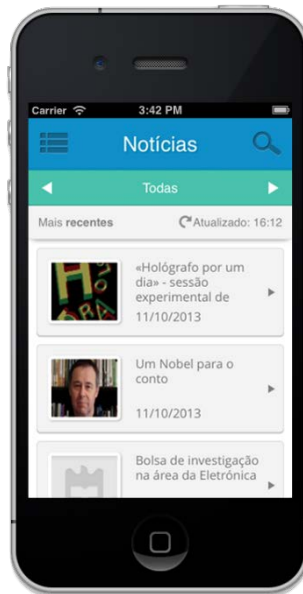 Carrier 3:42 PM
Notícias
Todas
Mais recentes Atualizado: 16:12
«Hológrafo por um
dia» - sessão
experimental de
11/10/2013
Um Nobel para o
conto
11/10/2013
Bolsa de investigação
na área da Eletrónica